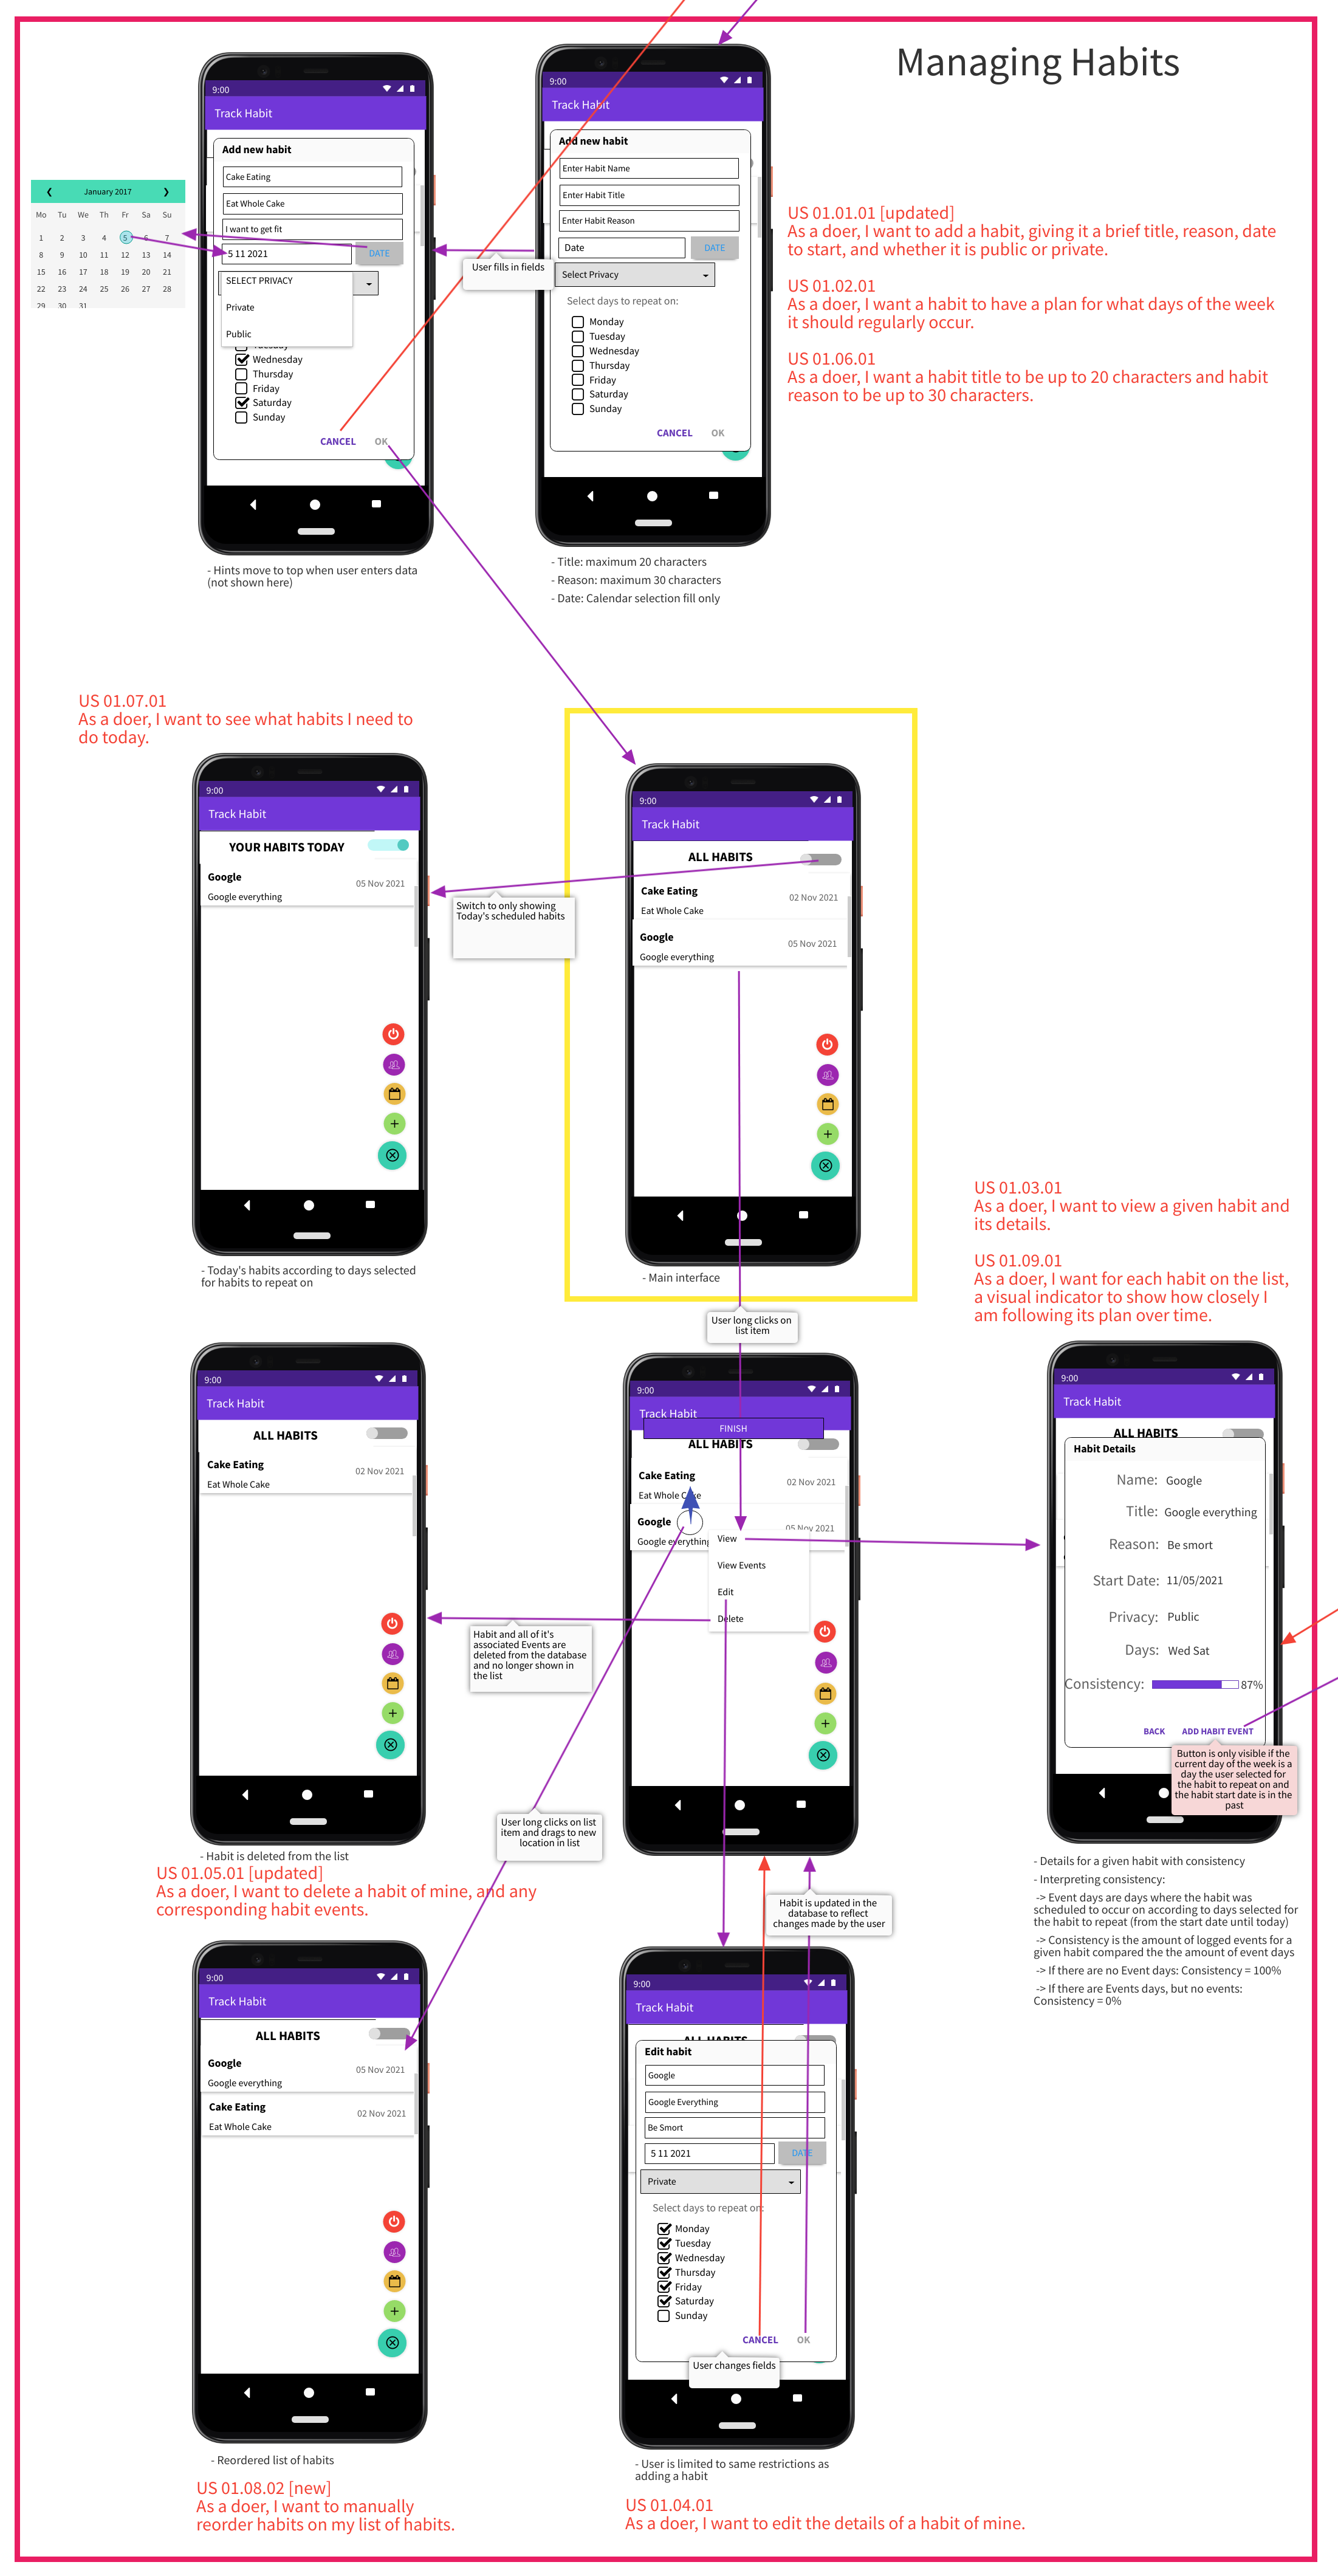 Managing Habits
9:00
Track Habit
Add new habit
Cake Eating
Eat Whole Cake
I want to get fit
5 11 2021
DATE
SELECT PRIVACY
Private
Public
Tuesday
Wednesday
Thursday
Friday
Saturday
Sunday
CANCEL OK
- Hints move to top when user enters data
(not shown here)
January 2017
Mo Tu We Th Fr Sa Su
1 2 3 4 5 6 7
8 9 10 11 12 13 14
15 16 17 18 19 20 21
22 23 24 25 26 27 28
29 30 31
User fills in fields
9:00
Track Habit
Add new habit
Enter Habit Name
Enter Habit Title
Enter Habit Reason
Date
DATE
Select Privacy
Select days to repeat on:
Monday
Tuesday
Wednesday
Thursday
Friday
Saturday
Sunday
CANCEL OK
- Title: maximum 20 characters
- Reason: maximum 30 characters
- Date: Calendar selection fill only
US 01.01.01 [updated]
As a doer, I want to add a habit, giving it a brief title, reason, date
to start, and whether it is public or private.
US 01.02.01
As a doer, I want a habit to have a plan for what days of the week
it should regularly occur.
US 01.06.01
As a doer, I want a habit title to be up to 20 characters and habit
reason to be up to 30 characters.
US 01.07.01
As a doer, I want to see what habits I need to
do today.
9:00
Track Habit
YOUR HABITS TODAY
Google
05 Nov 2021
Google everything
- Today's habits according to days selected
for habits to repeat on
Switch to only showing
Today's scheduled habits
9:00
Track Habit
ALL HABITS
Cake Eating
02 Nov 2021
Eat Whole Cake
Google
05 Nov 2021
Google everything
- Main interface
User long clicks on
list item
US 01.03.01
As a doer, I want to view a given habit and
its details.
US 01.09.01
As a doer, I want for each habit on the list,
a visual indicator to show how closely I
am following its plan over time.
9:00
Track Habit
ALL HABITS
Cake Eating
02 Nov 2021
Eat Whole Cake
- Habit is deleted from the list
US 01.05.01 [updated]
As a doer, I want to delete a habit of mine, and any
corresponding habit events.
Habit and all of it's
associated Events are
deleted from the database
and no longer shown in
the list
9:00
Track Habit
FINISH
ALL HABITS
Cake Eating
02 Nov 2021
Eat Whole Cake
Google
05 Nov 2021
Google everything
View
View Events
Edit
Delete
User long clicks on list
item and drags to new
location in list
Habit is updated in the
database to reflect
changes made by the user
9:00
Track Habit
ALL HABITS
Habit Details
Name: Google
Title: Google everything
Reason: Be smort
Start Date: 11/05/2021
Privacy: Public
Days: Wed Sat
Consistency: 87%
BACK ADD HABIT EVENT
Button is only visible if the
current day of the week is a
day the user selected for
the habit to repeat on and
the habit start date is in the
past
- Details for a given habit with consistency
- Interpreting consistency:
-> Event days are days where the habit was
scheduled to occur on according to days selected for
the habit to repeat (from the start date until today)
-> Consistency is the amount of logged events for a
given habit compared the the amount of event days
-> If there are no Event days: Consistency = 100%
-> If there are Events days, but no events:
Consistency = 0%
9:00
Track Habit
ALL HABITS
Google
05 Nov 2021
Google everything
Cake Eating
02 Nov 2021
Eat Whole Cake
- Reordered list of habits
US 01.08.02 [new]
As a doer, I want to manually
reorder habits on my list of habits.
9:00
Track Habit
ALL HABITS
Edit habit
Google
Google Everything
Be Smort
5 11 2021
DATE
Private
Select days to repeat on:
Monday
Tuesday
Wednesday
Thursday
Friday
Saturday
Sunday
CANCEL OK
User changes fields
- User is limited to same restrictions as
adding a habit
US 01.04.01
As a doer, I want to edit the details of a habit of mine.